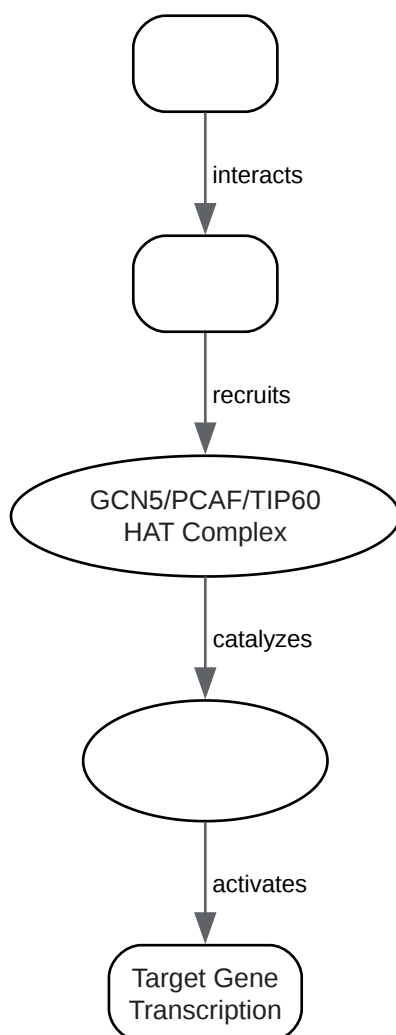 interacts
recruits
GCN5/PCAF/TIP60
HAT Complex
catalyzes
activates
Target Gene
Transcription